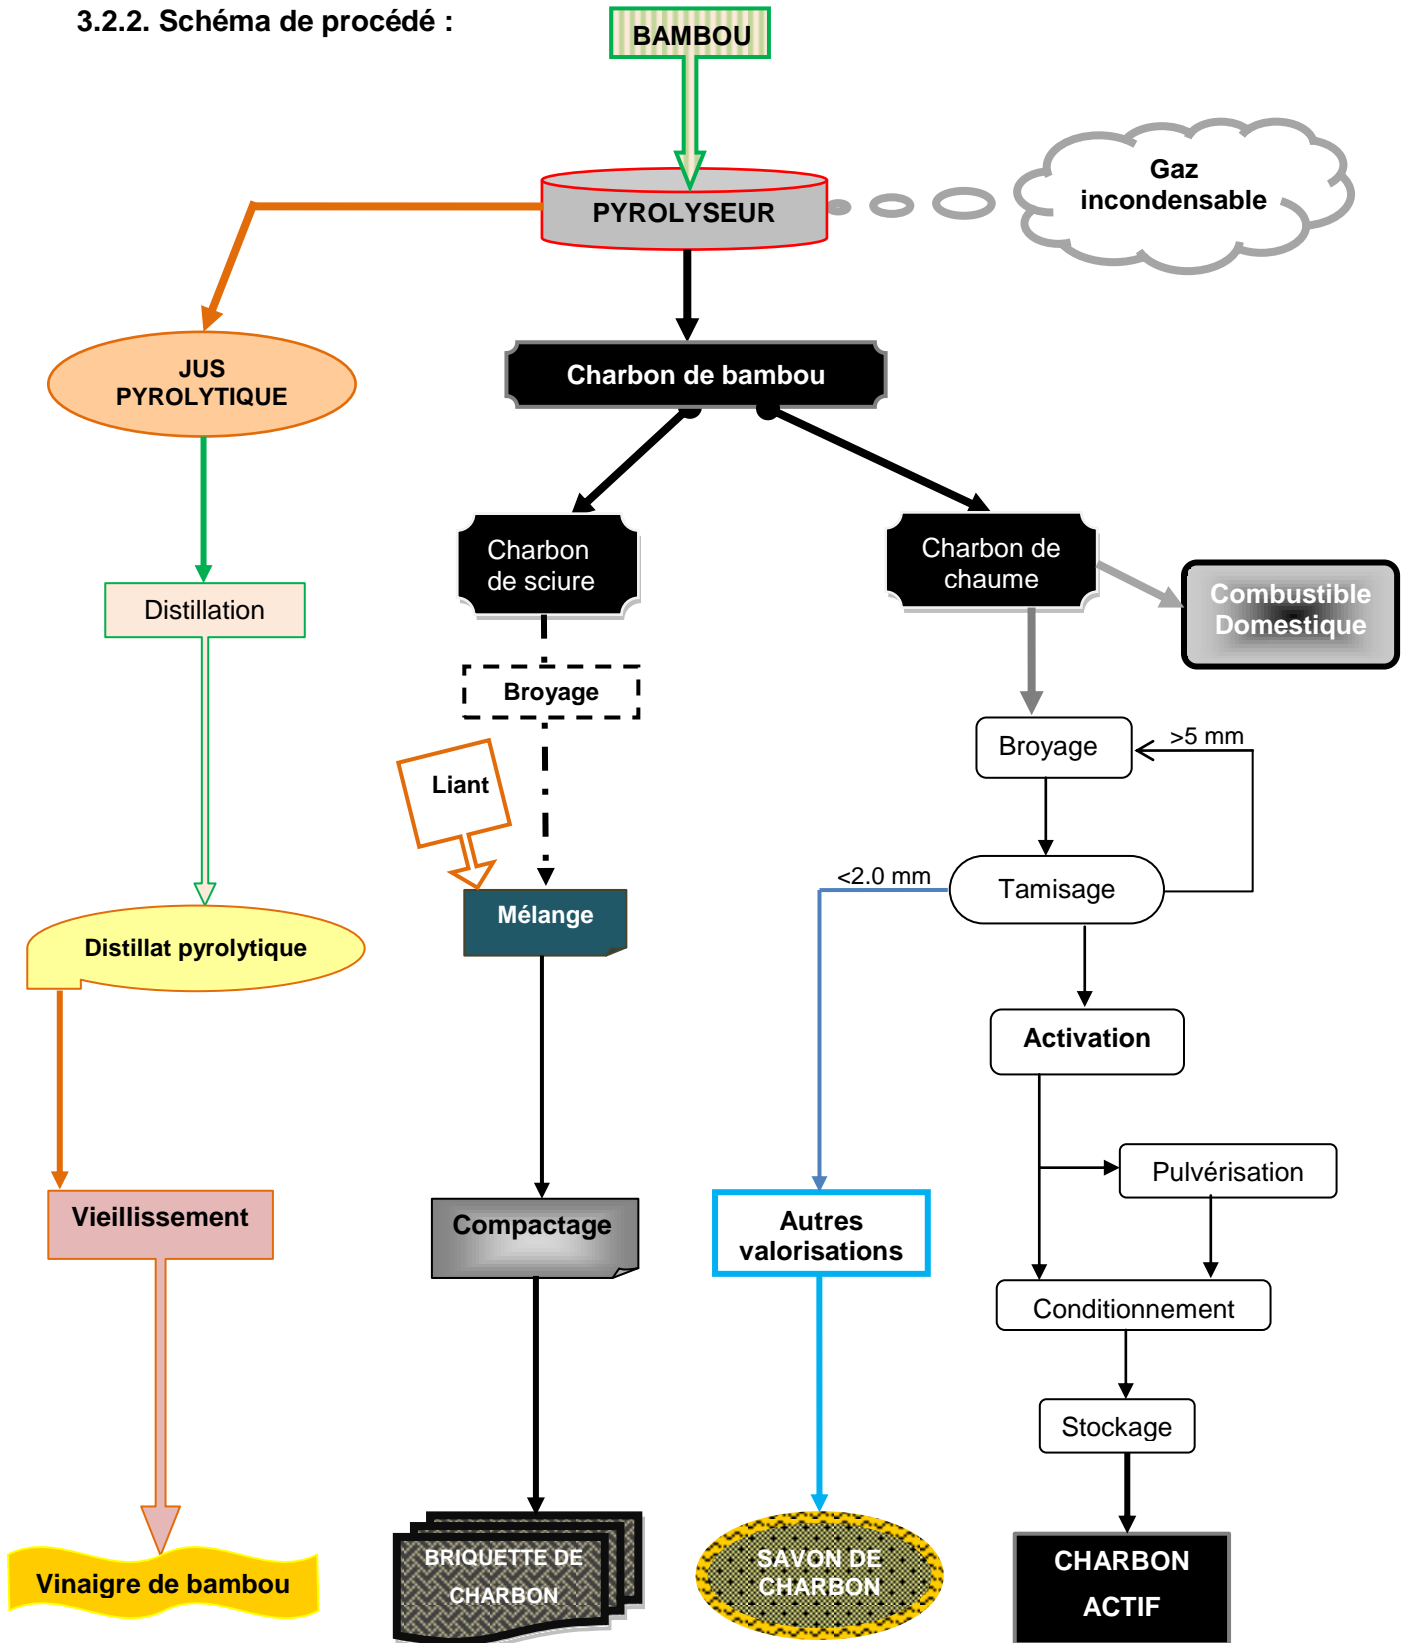 3.2.2. Schéma de procédé :
BAMBOU
PYROLYSEUR
Gaz
incondensable
JUS
PYROLYTIQUE
Charbon de bambou
Charbon
de sciure
Charbon de
chaume
Combustible
Domestique
Distillation
Broyage
Liant
Broyage
>5 mm
<2.0 mm
Tamisage
Mélange
Distillat pyrolytique
Activation
Pulvérisation
Vieillissement
Compactage
Autres
valorisations
Conditionnement
Stockage
Vinaigre de bambou
BRIQUETTE DE
CHARBON
SAVON DE
CHARBON
CHARBON
ACTIF